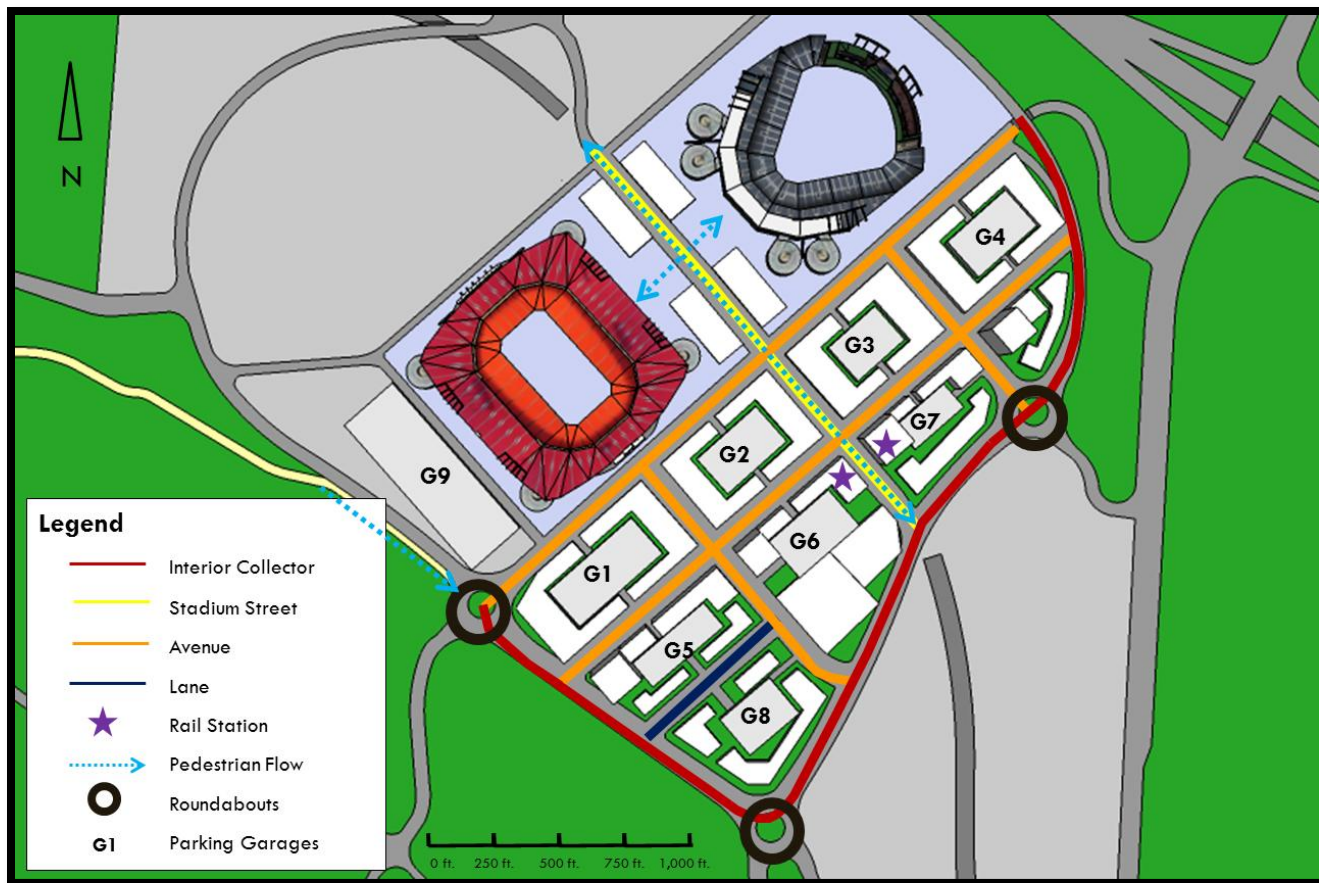 N
G4
G3
G7
G2
G9
G6
G1
G5
G8
Legend
Interior Collector
Stadium Street
Avenue
Lane
Rail Station
Pedestrian Flow
Roundabouts
G1 Parking Garages
0 ft. 250 ft. 500 ft. 750 ft. 1,000 ft.